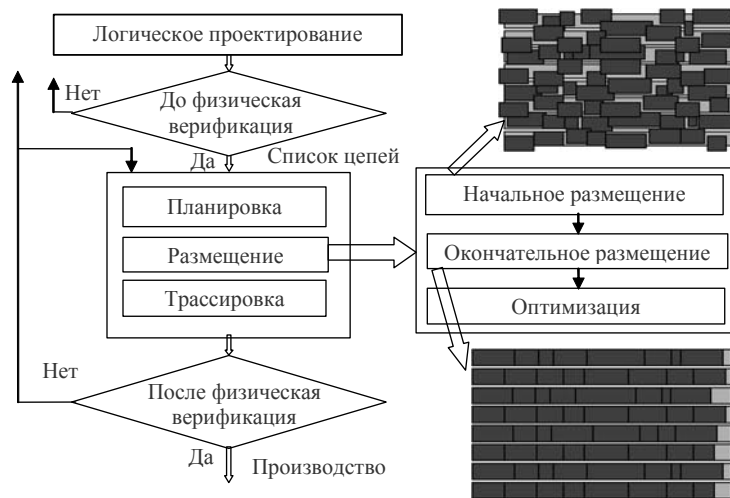 Логическое проектирование
Нет
До физическая
верификация
Да
Список цепей
Планировка
Размещение
Трассировка
Начальное размещение
Окончательное размещение
Оптимизация
Нет
После физическая
верификация
Да
Производство